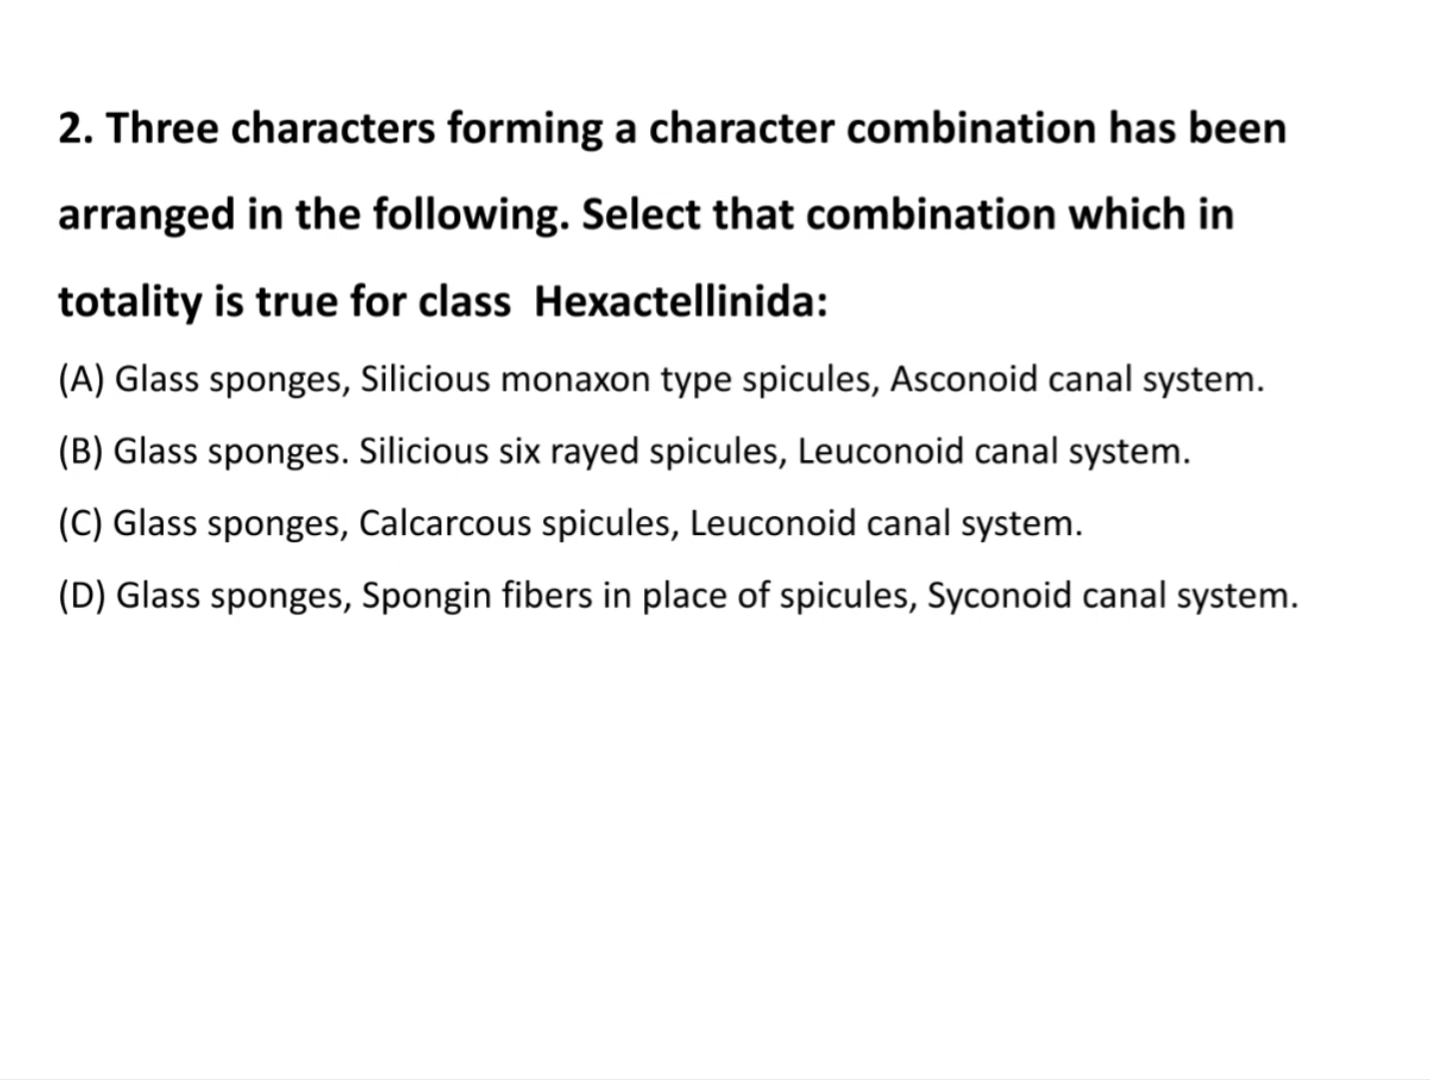 2. Three characters forming a character combination has been
arranged in the following. Select that combination which in
totality is true for class  Hexactellinida:
(A) Glass sponges, Silicious monaxon type spicules, Asconoid canal system.
(B) Glass sponges. Silicious six rayed spicules, Leuconoid canal system.
(C) Glass sponges, Calcarcous spicules, Leuconoid canal system.
(D) Glass sponges, Spongin fibers in place of spicules, Syconoid canal system.